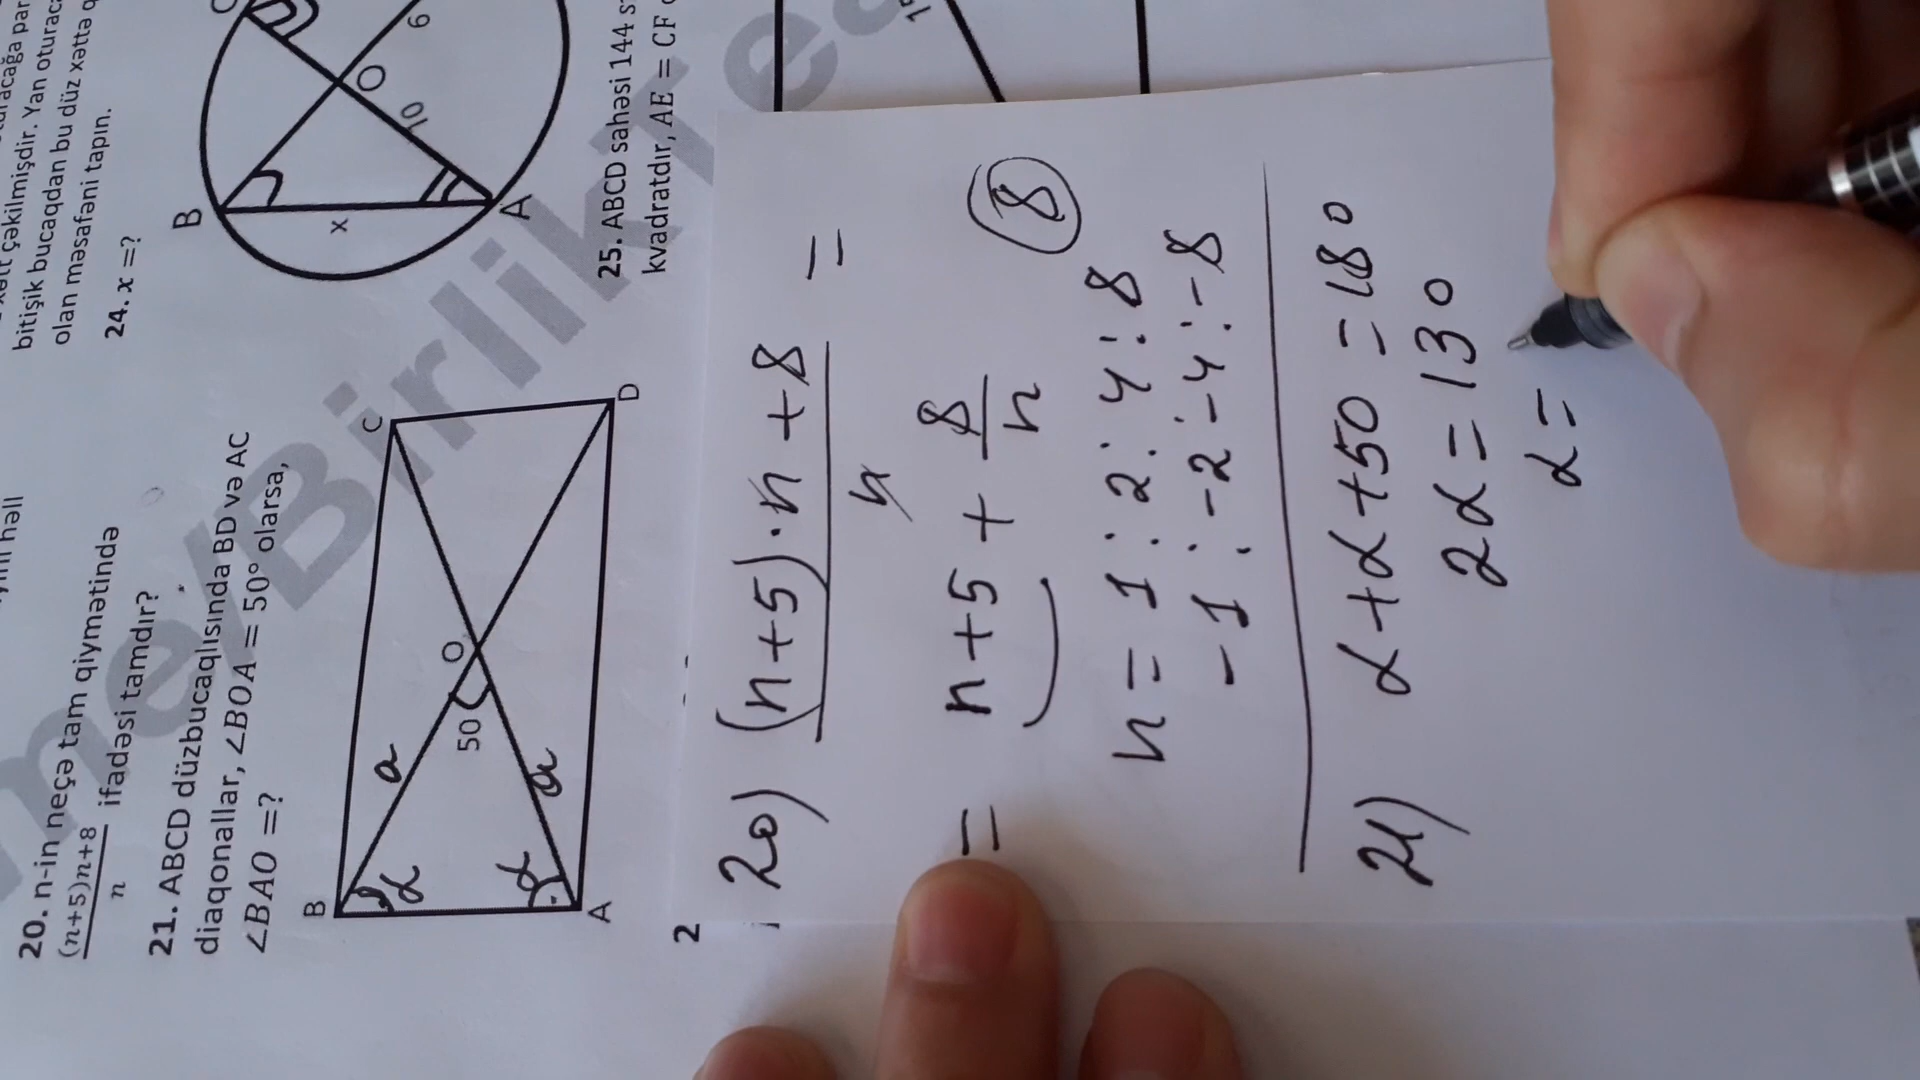 20. n-in neçə tam qiymətində
(n+5)n+8
n
ifadəsi tamdır?
21. ABCD düzbucaqlısında BD və AC
diaqonallar, ∠BOA = 50° olarsa,
∠BAO =?
B
C
D
A
O
50
a
a
α
α
2
bitişik bucaqdan bu düz xəttə
olan məsafəni tapın.
24. x =?
B
A
O
x
10
6
25. ABCD sahəsi 144
kvadratdır, AE = CF
me/BirlikTe
20) (n+5)·n+8 =
n
= n+5 + 8/n
n = 1; 2; 4; 8
-1; -2; -4; -8
8
21) α+α+50=180
2α=130
α=